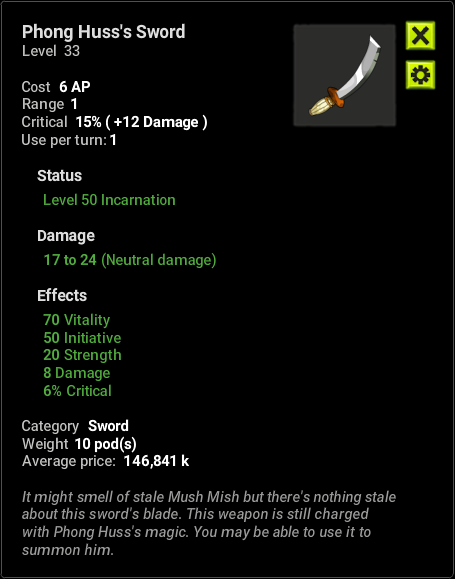 Phong Huss's Sword
Level 33
Cost 6 AP
Range 1
Critical 15% ( +12 Damage )
Use per turn: 1
Status
Level 50 Incarnation
Damage
17 to 24 (Neutral damage)
Effects
70 Vitality
50 Initiative
20 Strength
8 Damage
6% Critical
Category Sword
Weight 10 pod(s)
Average price: 146,841 k
It might smell of stale Mush Mish but there's nothing stale
about this sword's blade. This weapon is still charged
with Phong Huss's magic. You may be able to use it to
summon him.